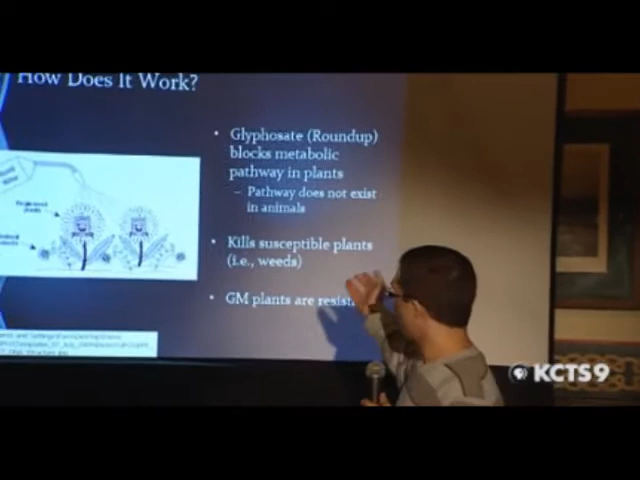 How Does It Work?
• Glyphosate (Roundup)
blocks metabolic
pathway in plants
– Pathway does not exist
in animals
• Kills susceptible plants
(i.e., weeds)
• GM plants are resis
KCTS9